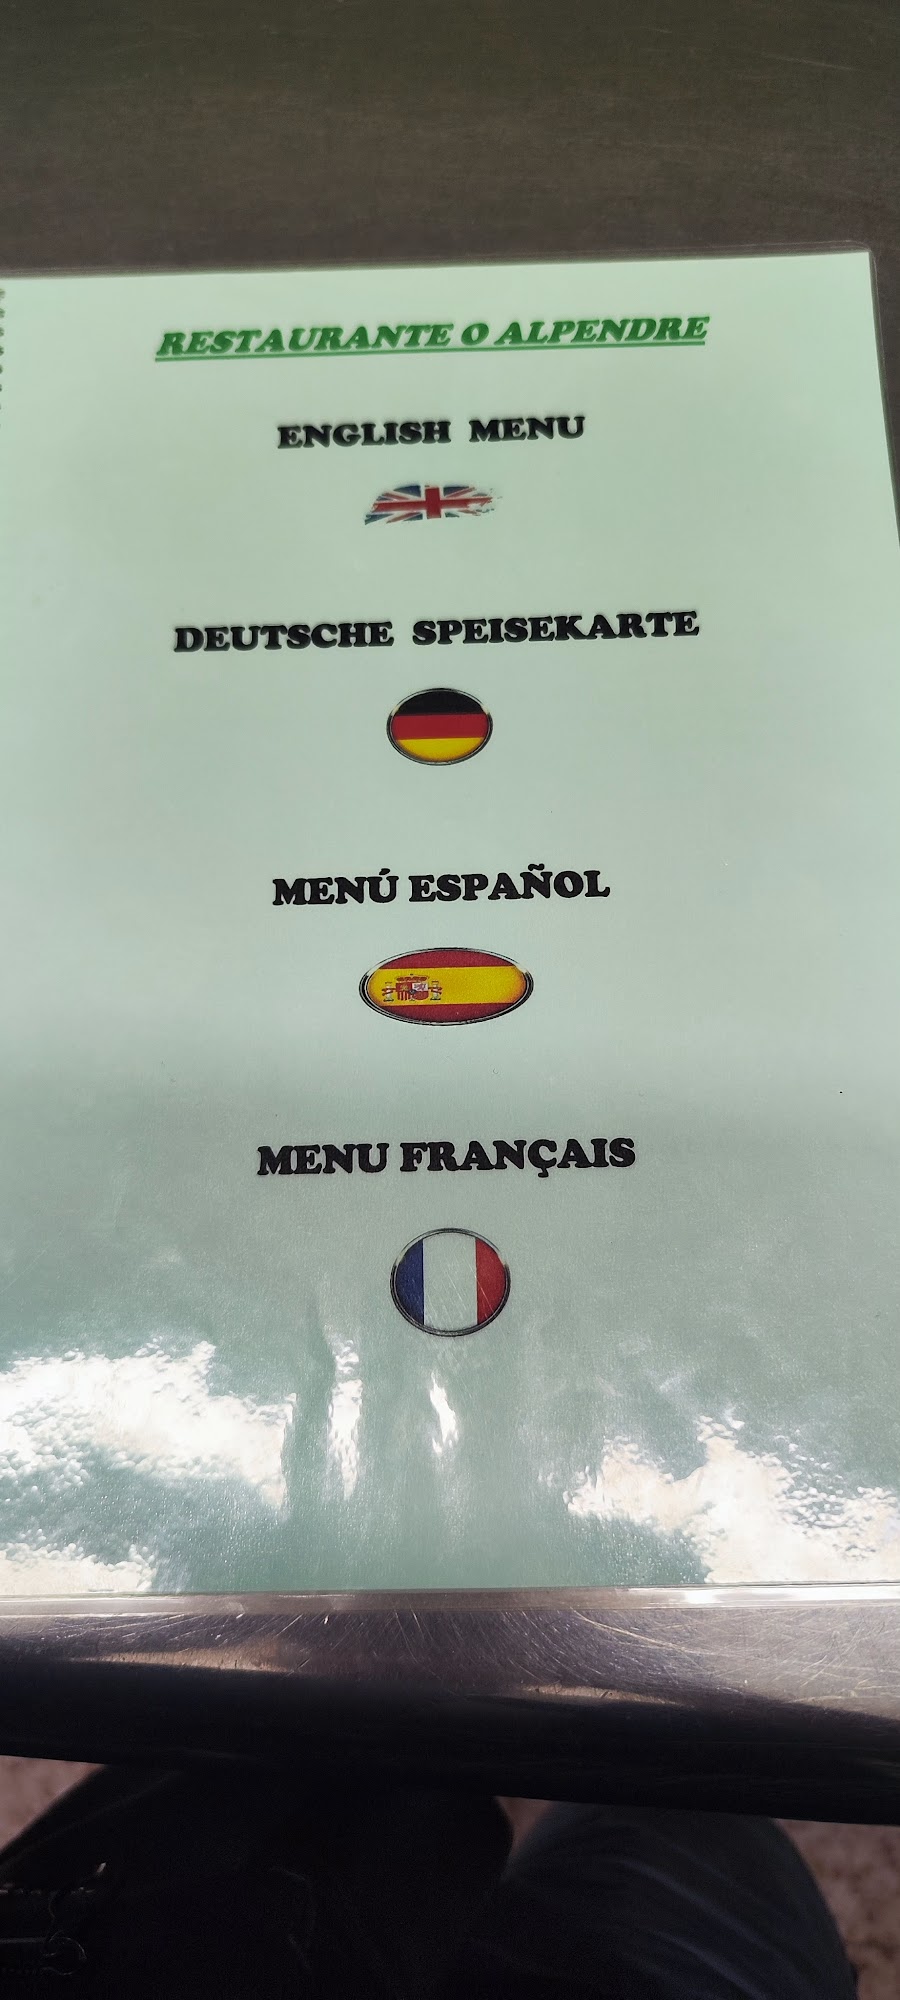 RESTAURANTE O ALPENDRE
ENGLISH MENU
DEUTSCHE SPEISEKARTE
MENÚ ESPAÑOL
MENU FRANÇAIS